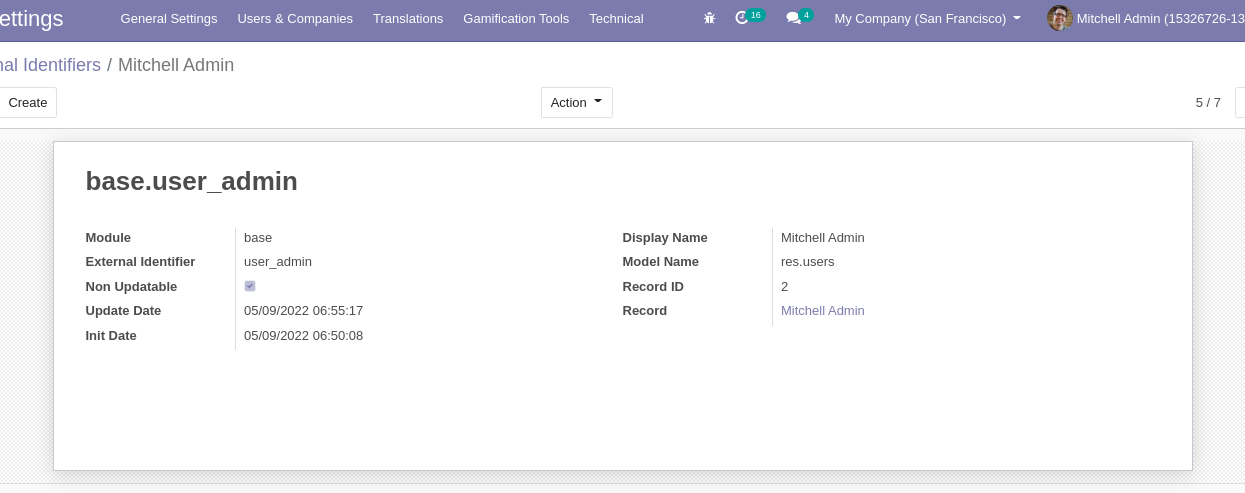 ettings General Settings Users & Companies Translations Gamification Tools Technical 16 4 My Company (San Francisco) Mitchell Admin (15326726-13
nal Identifiers / Mitchell Admin
Create Action 5 / 7
base.user_admin
Module base
External Identifier user_admin
Non Updatable
Update Date 05/09/2022 06:55:17
Init Date 05/09/2022 06:50:08
Display Name Mitchell Admin
Model Name res.users
Record ID 2
Record Mitchell Admin